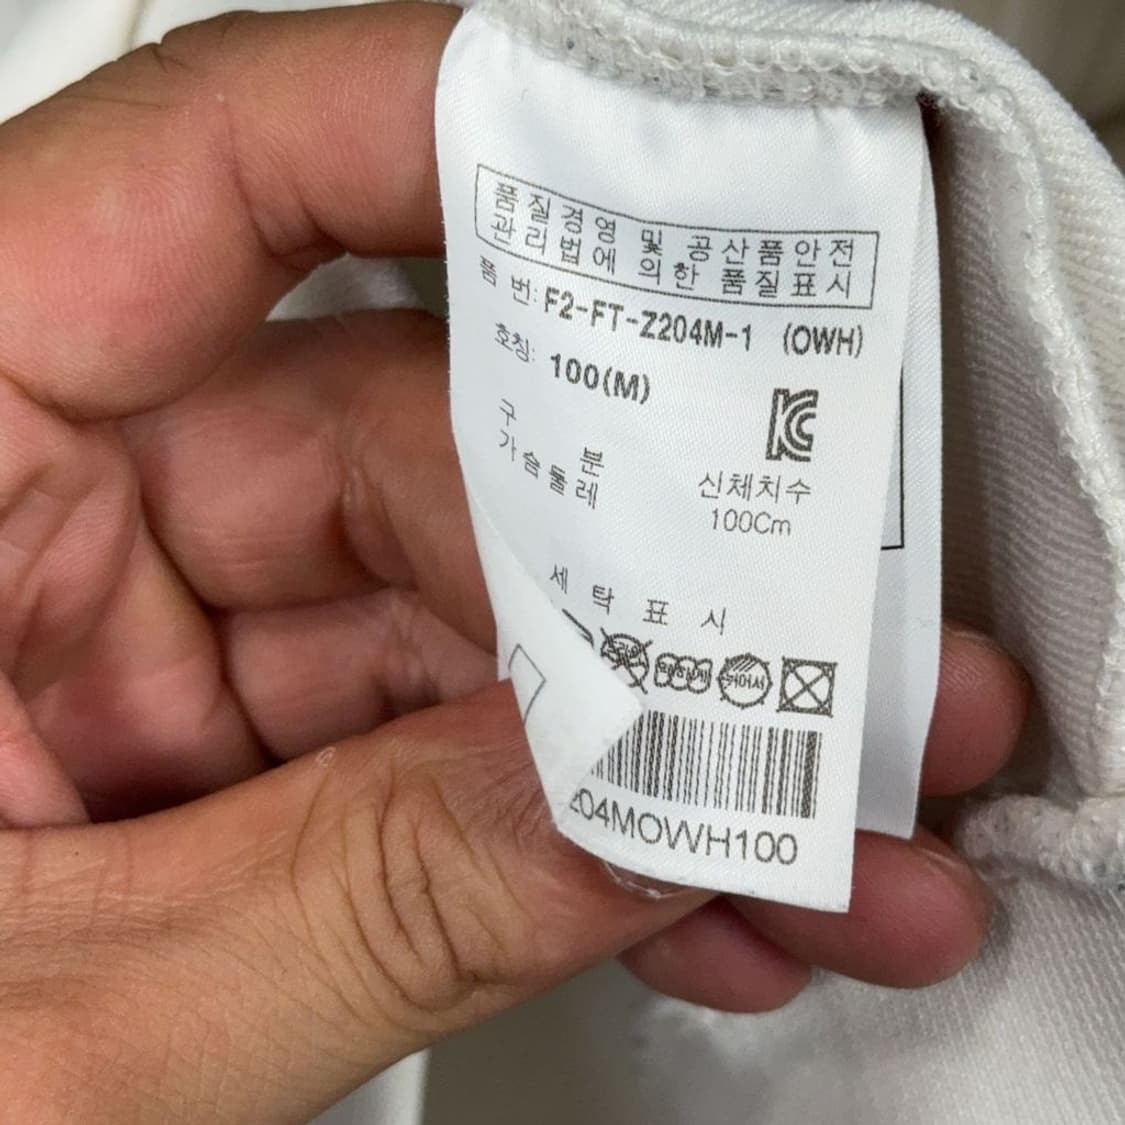 품질경영 및 공산품안전
관리법에 의한 품질표시
품 번: F2-FT-Z204M-1 (OWH)
호칭: 100(M)
KC
구 분 신체치수
가슴둘레 100Cm
세 탁 표 시
204MOWH100